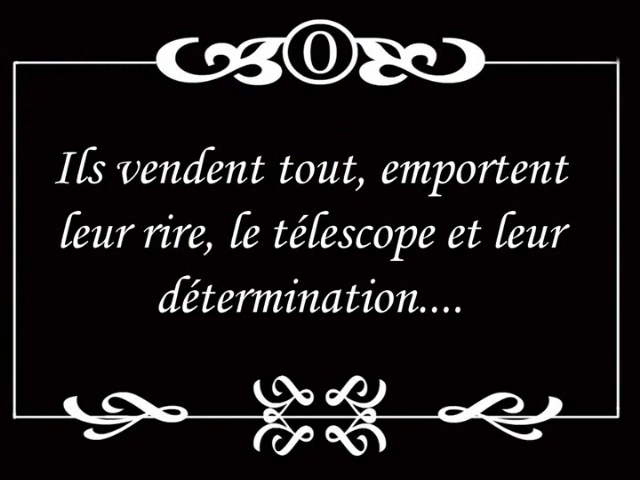 O
Ils vendent tout, emportent
leur rire, le télescope et leur
détermination....